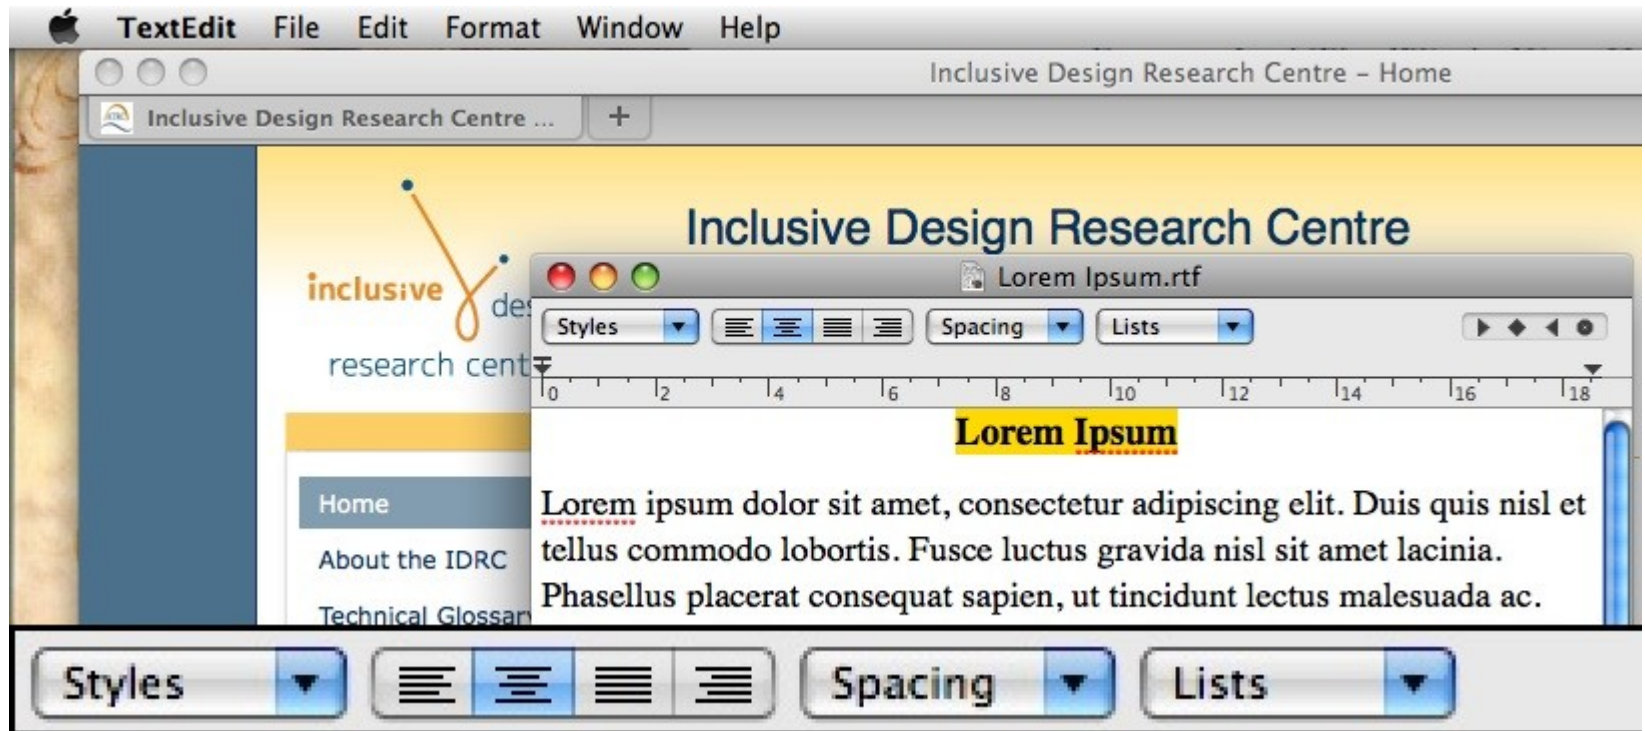 TextEdit File Edit Format Window Help
Inclusive Design Research Centre – Home
Inclusive Design Research Centre ... +
Inclusive Design Research Centre
inclusive
research
Lorem Ipsum.rtf
Styles Spacing Lists
0 2 4 6 8 10 12 14 16 18
Lorem Ipsum
Home
Lorem ipsum dolor sit amet, consectetur adipiscing elit. Duis quis nisl et
About the IDRC
tellus commodo lobortis. Fusce luctus gravida nisl sit amet lacinia.
Technical Glossary
Phasellus placerat consequat sapien, ut tincidunt lectus malesuada ac.
Styles Spacing Lists